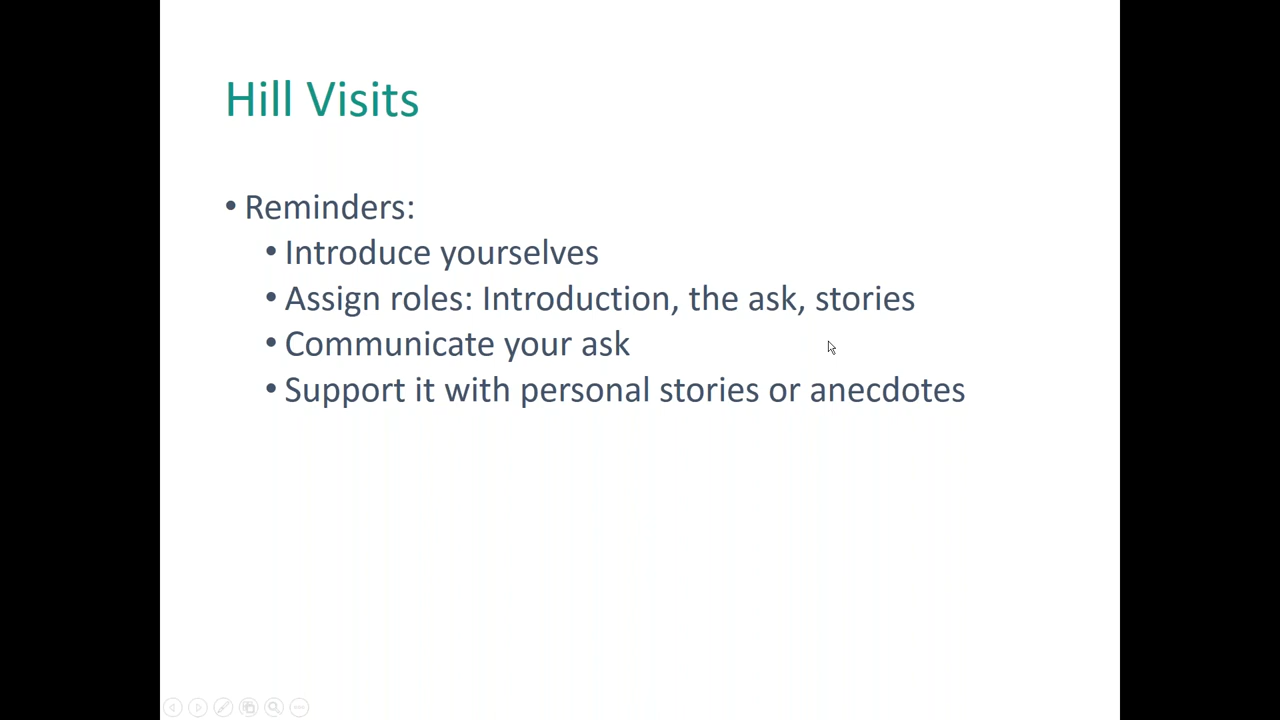 Hill Visits
• Reminders:
• Introduce yourselves
• Assign roles: Introduction, the ask, stories
• Communicate your ask
• Support it with personal stories or anecdotes